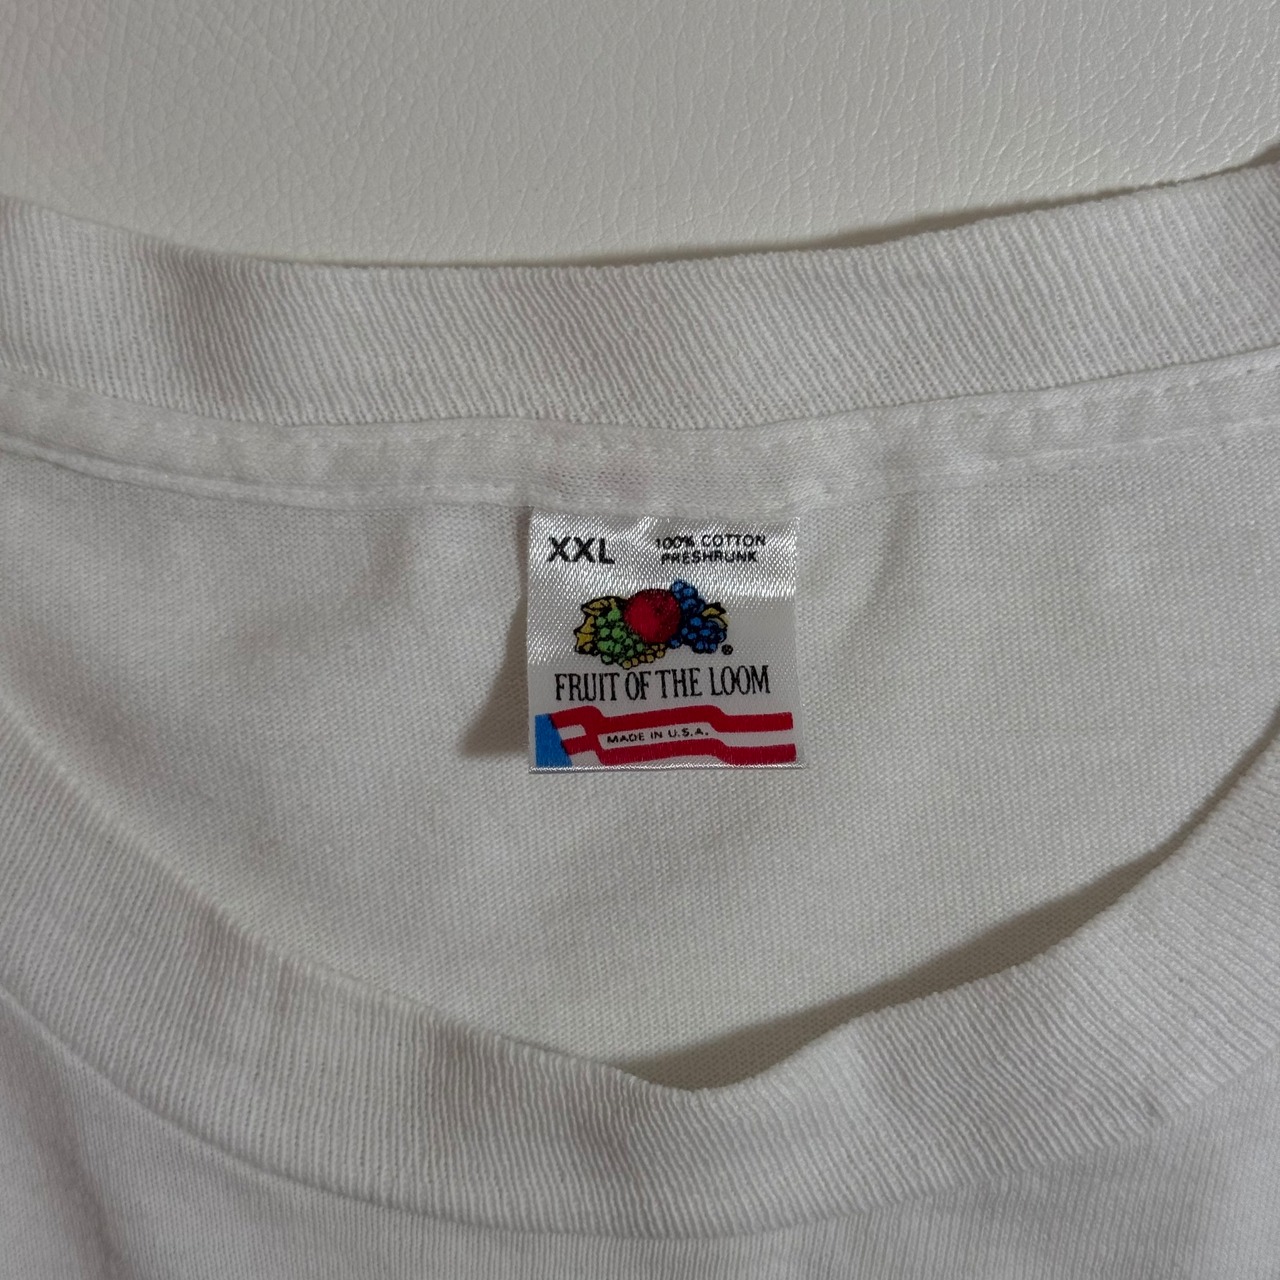 XXL
100% COTTON
PRESHRUNK
®
FRUIT OF THE LOOM
MADE IN U.S.A.